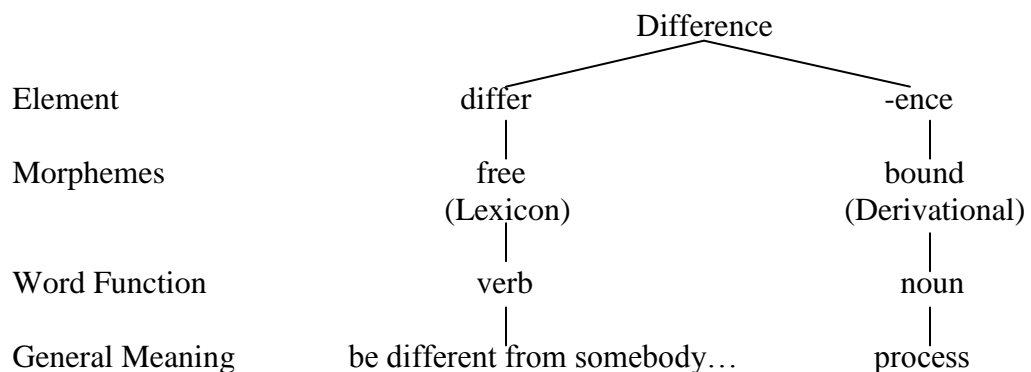 Difference
Element differ -ence
Morphemes free bound
(Lexicon) (Derivational)
Word Function verb noun
General Meaning be different from somebody… process